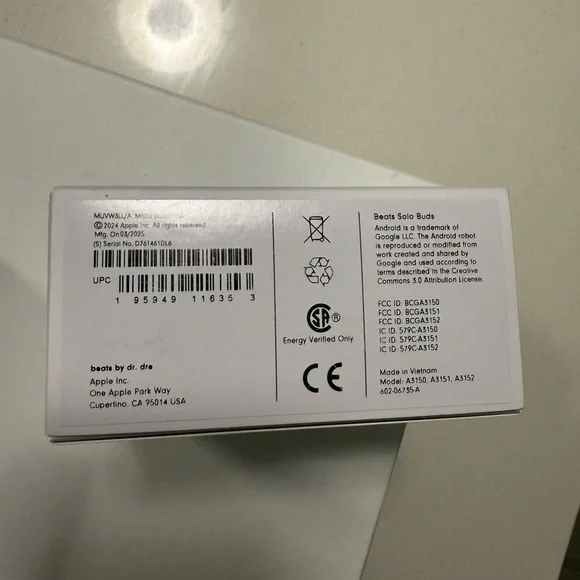 MUVW3LL/A
© 2024 Apple Inc. All rights reserved.
Mfg. On 03/2025
(S) Serial No. D761461DL6
UPC
1 95949 11635 3
beats by dr. dre
Apple Inc.
One Apple Park Way
Cupertino, CA 95014 USA
CSA®
Energy Verified Only
CE
Beats Solo Buds
Android is a trademark of
Google LLC. The Android robot
is reproduced or modified from
work created and shared by
Google and used according to
terms described in the Creative
Commons 3.0 Attribution License.
FCC ID: BCGA3150
FCC ID: BCGA3151
FCC ID: BCGA3152
IC ID: 579C-A3150
IC ID: 579C-A3151
IC ID: 579C-A3152
Made in Vietnam
Model: A3150, A3151, A3152
602-06735-A